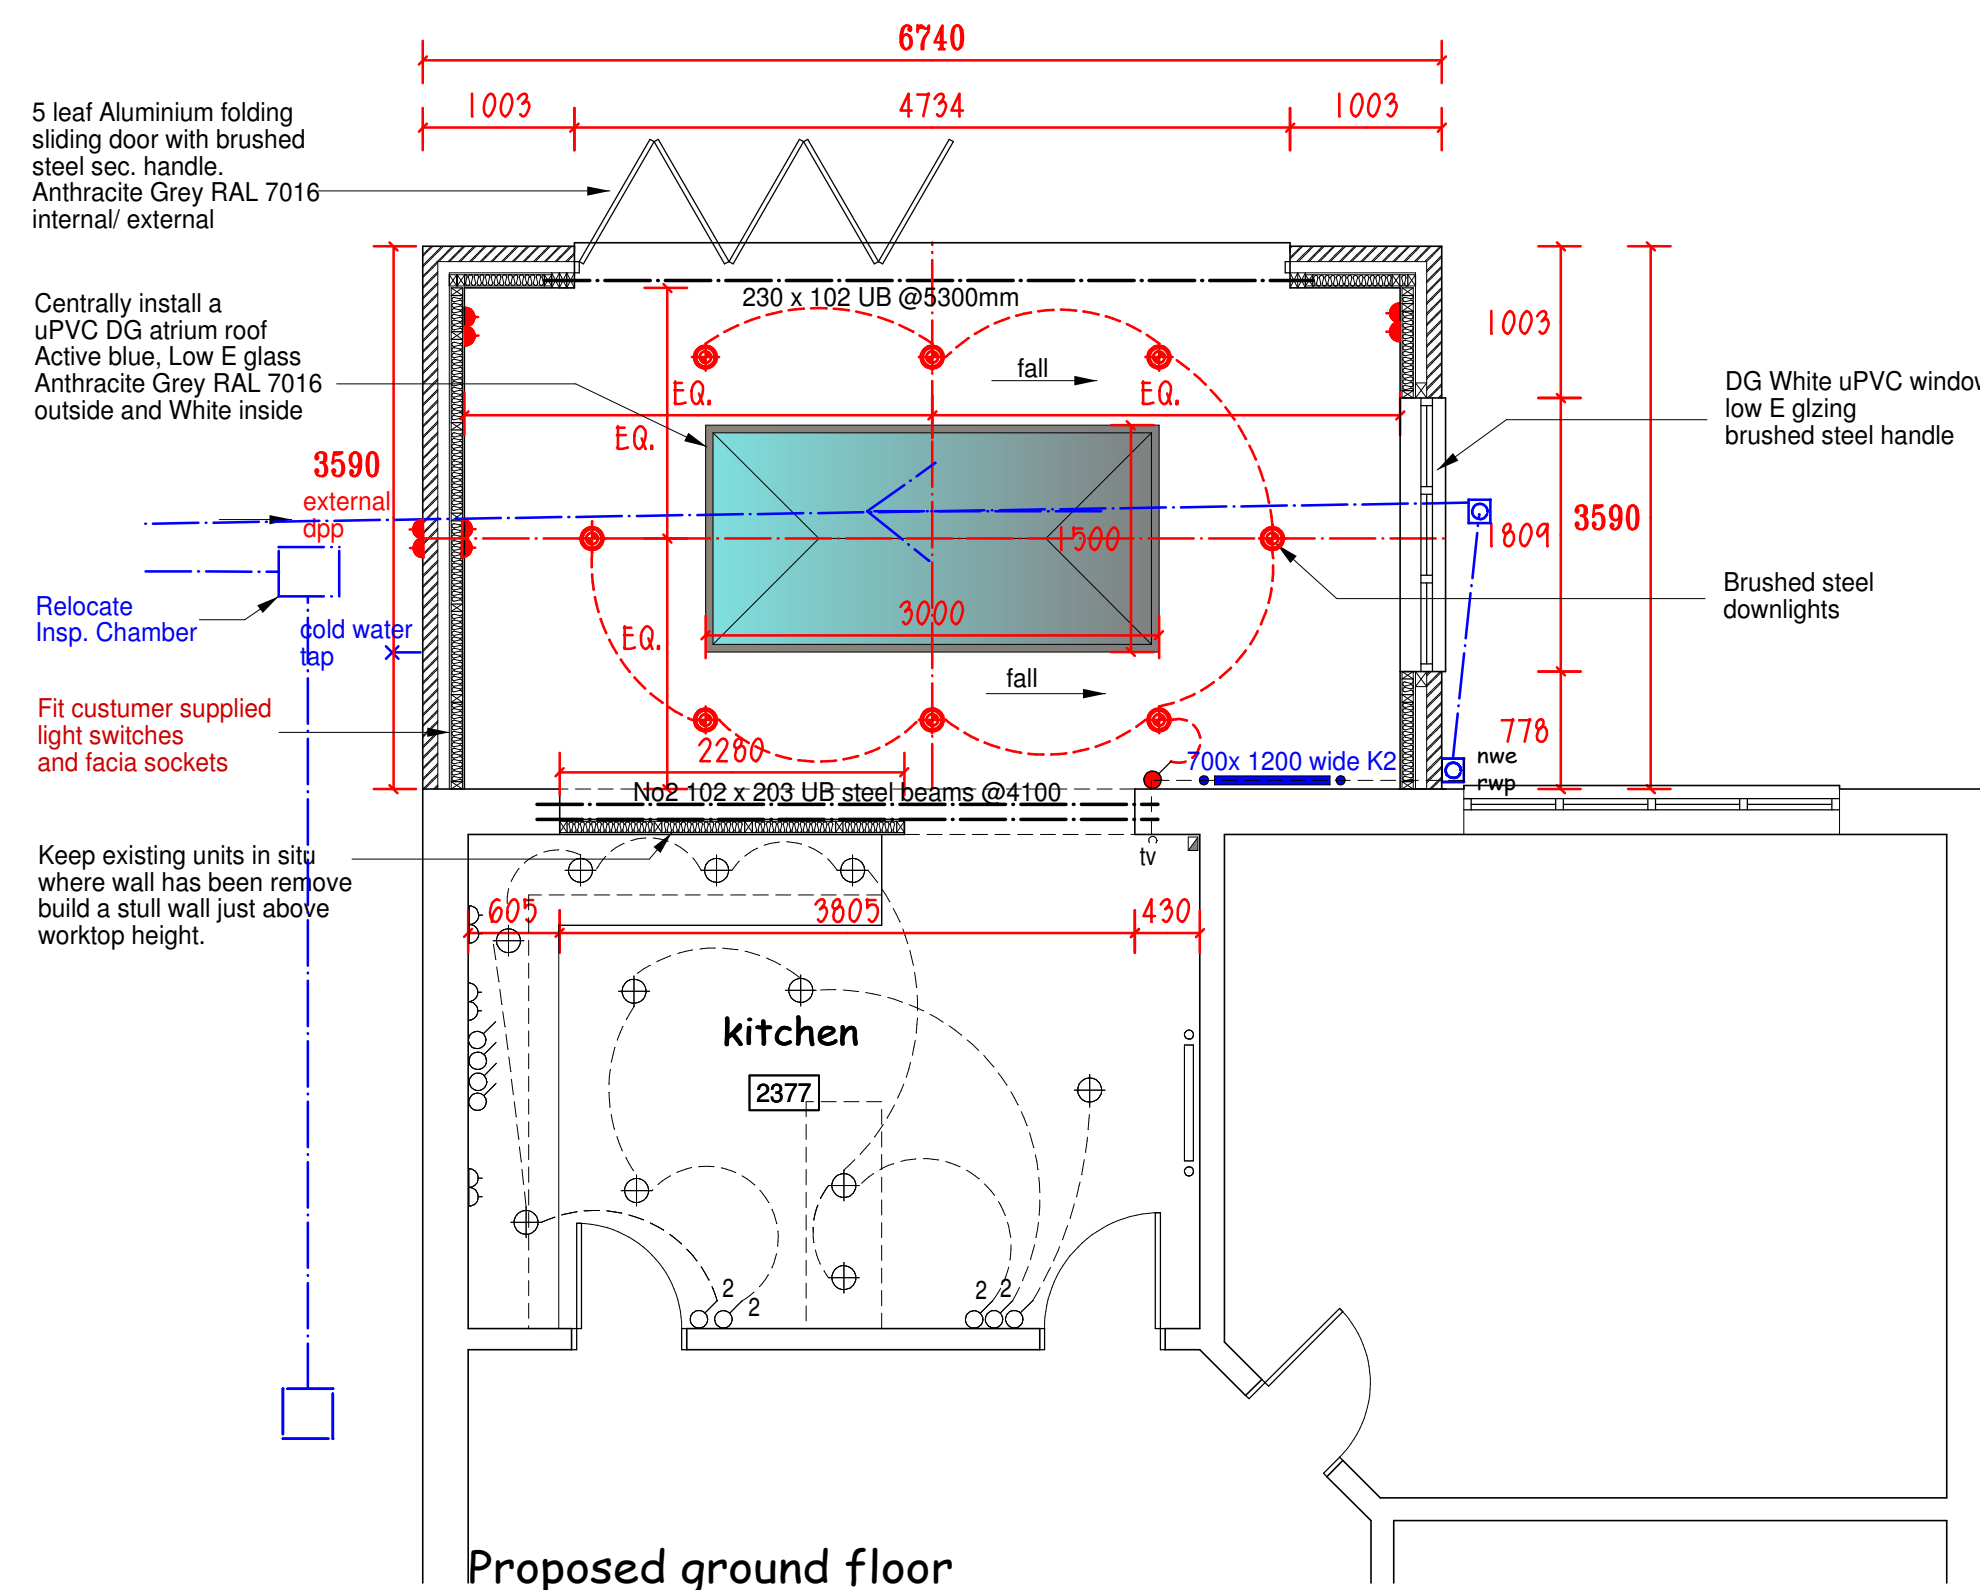 6740
1003
4734
1003
5 leaf Aluminium folding
sliding door with brushed
steel sec. handle.
Anthracite Grey RAL 7016
internal/ external
230 x 102 UB @5300mm
Centrally install a
uPVC DG atrium roof
Active blue, Low E glass
Anthracite Grey RAL 7016
outside and White inside
fall
EQ.
EQ.
EQ.
1003
DG White uPVC window
low E glzing
brushed steel handle
3590
external
dpp
1500
1809
3590
Relocate
Insp. Chamber
cold water
tap
3000
EQ.
Brushed steel
downlights
fall
Fit custumer supplied
light switches
and facia sockets
2280
778
700x 1200 wide K2
nwe
rwp
No2 102 x 203 UB steel beams @4100
tv
Keep existing units in situ
where wall has been remove
build a stull wall just above
worktop height.
605
3805
430
kitchen
2377
2
2
2
2
Proposed ground floor